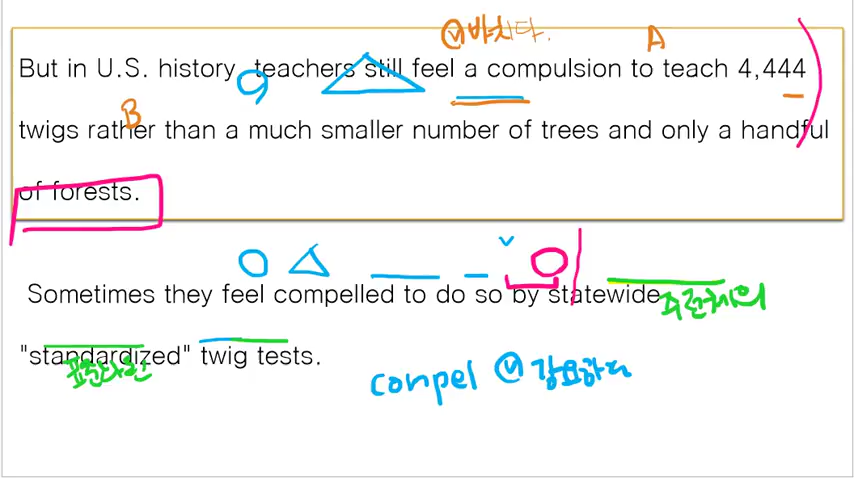 ⓥ바치다. A
But in U.S. history, teachers still feel a compulsion to teach 4,444
B
twigs rather than a much smaller number of trees and only a handful
of forests.
Sometimes they feel compelled to do so by statewide
주전체의
"standardized" twig tests.
표준화된
conpel ⓥ 강요하다